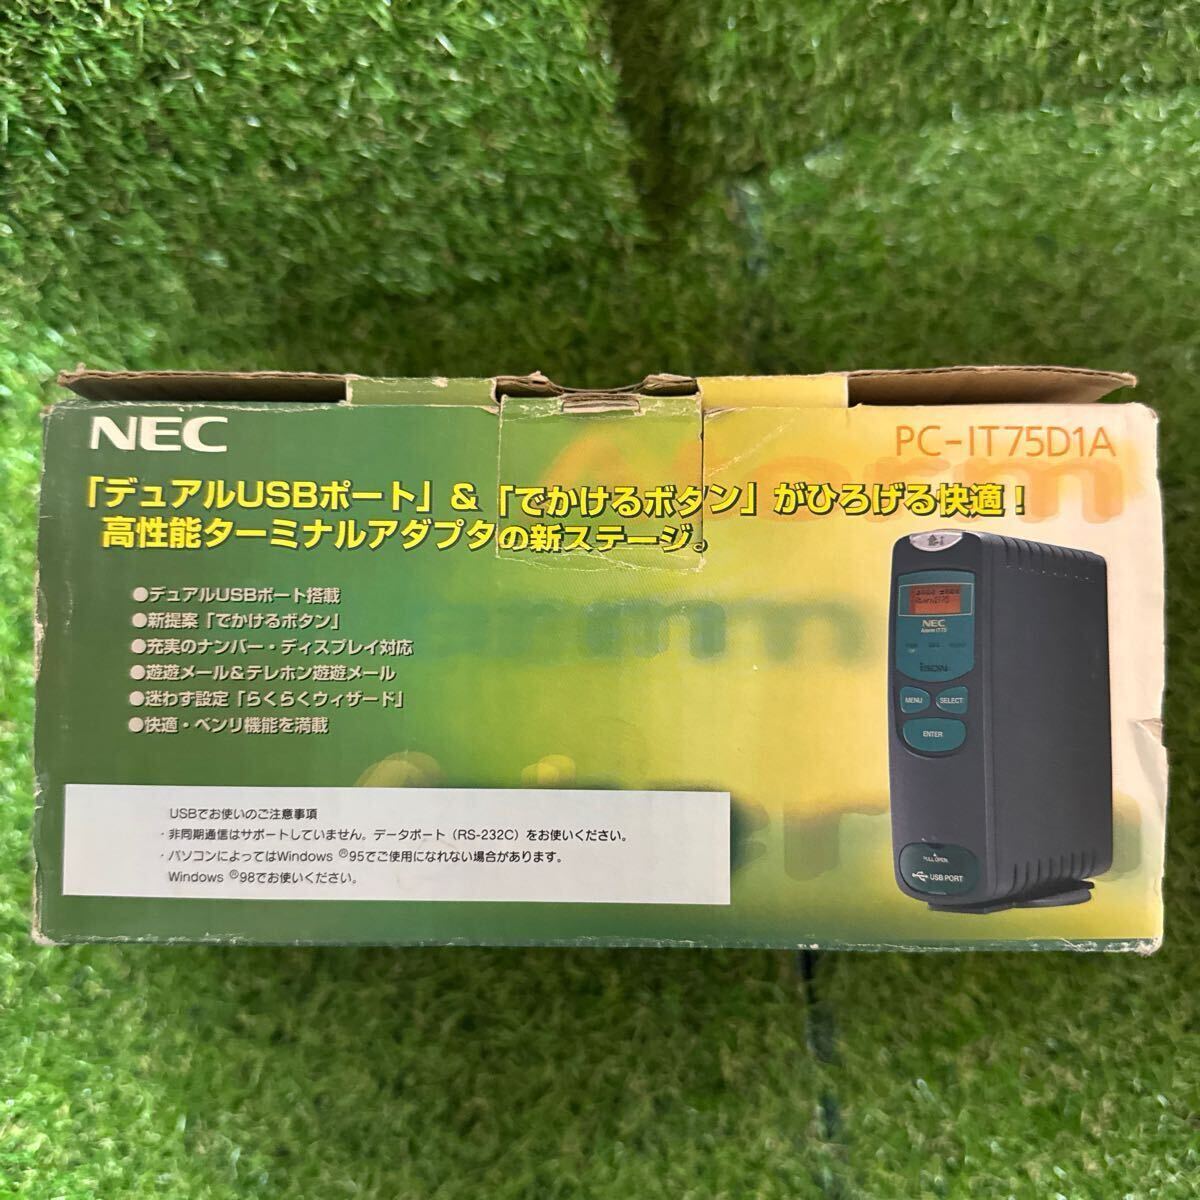 NEC
PC-IT75D1A
「デュアルUSBポート」&「でかけるボタン」がひろげる快適!
高性能ターミナルアダプタの新ステージ。
●デュアルUSBポート搭載
●新提案「でかけるボタン」
●充実のナンバー・ディスプレイ対応
●遊遊メール&テレホン遊遊メール
●迷わず設定「らくらくウィザード」
●快適・ベンリ機能を満載
USBでお使いのご注意事項
・非同期通信はサポートしていません。データポート(RS-232C)をお使いください。
・パソコンによってはWindows ®95でご使用になれない場合があります。
Windows ®98でお使いください。
NEC
Aterm IT75
ISDN
MENU
SELECT
ENTER
PULL OPEN
USB PORT
Aterm